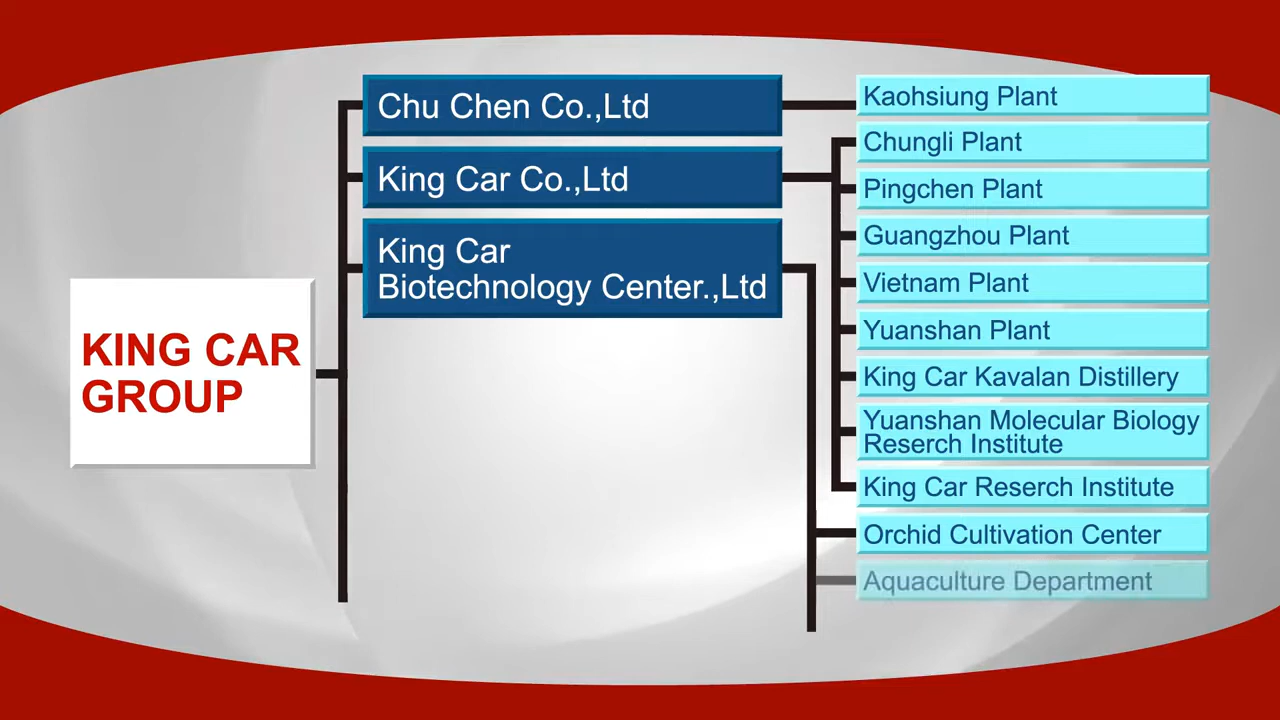 KING CAR
GROUP
Chu Chen Co.,Ltd
King Car Co.,Ltd
King Car
Biotechnology Center.,Ltd
Kaohsiung Plant
Chungli Plant
Pingchen Plant
Guangzhou Plant
Vietnam Plant
Yuanshan Plant
King Car Kavalan Distillery
Yuanshan Molecular Biology
Reserch Institute
King Car Reserch Institute
Orchid Cultivation Center
Aquaculture Department